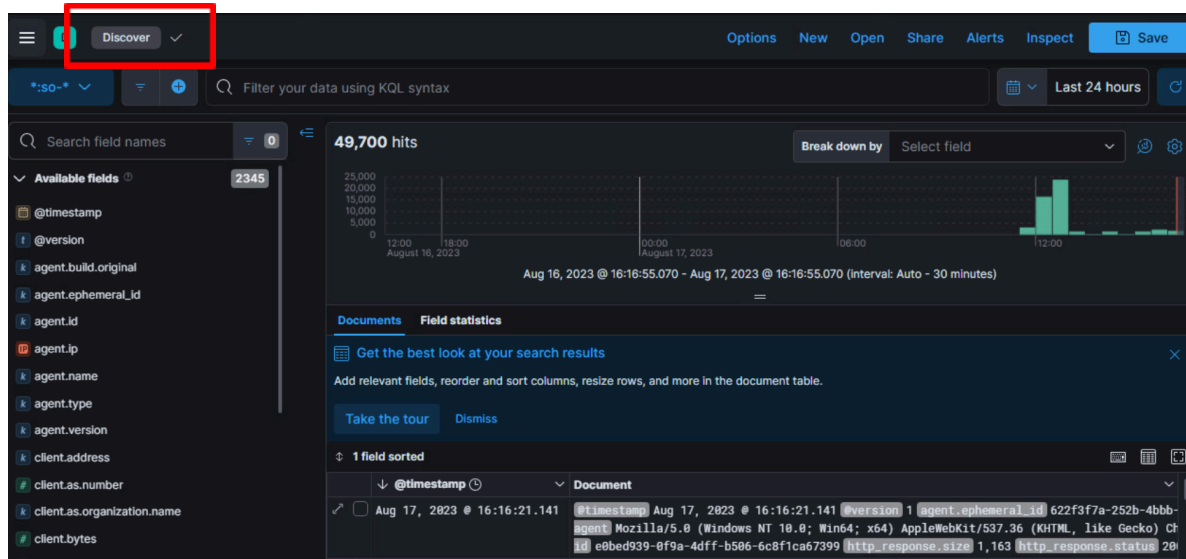 D Discover Options New Open Share Alerts Inspect Save
*:so-* Filter your data using KQL syntax Last 24 hours
Search field names 0
49,700 hits Break down by Select field
Available fields 2345
@timestamp
@version
agent.build.original
agent.ephemeral_id
agent.id
agent.ip
agent.name
agent.type
agent.version
client.address
client.as.number
client.as.organization.name
client.bytes
25,000
20,000
15,000
10,000
5,000
0
12:00 18:00 00:00 06:00 12:00
August 16, 2023 August 17, 2023
Aug 16, 2023 @ 16:16:55.070 - Aug 17, 2023 @ 16:16:55.070 (interval: Auto - 30 minutes)
Documents Field statistics
Get the best look at your search results
Add relevant fields, reorder and sort columns, resize rows, and more in the document table.
Take the tour Dismiss
1 field sorted
@timestamp Document
Aug 17, 2023 @ 16:16:21.141 @timestamp Aug 17, 2023 @ 16:16:21.141 @version 1 agent.ephemeral_id 622f3f7a-252b-4bbb-
agent Mozilla/5.0 (Windows NT 10.0; Win64; x64) AppleWebKit/537.36 (KHTML, like Gecko) Ch
id e0bed939-0f9a-4dff-b506-6c8f1ca67399 http_response.size 1,163 http_response.status 20